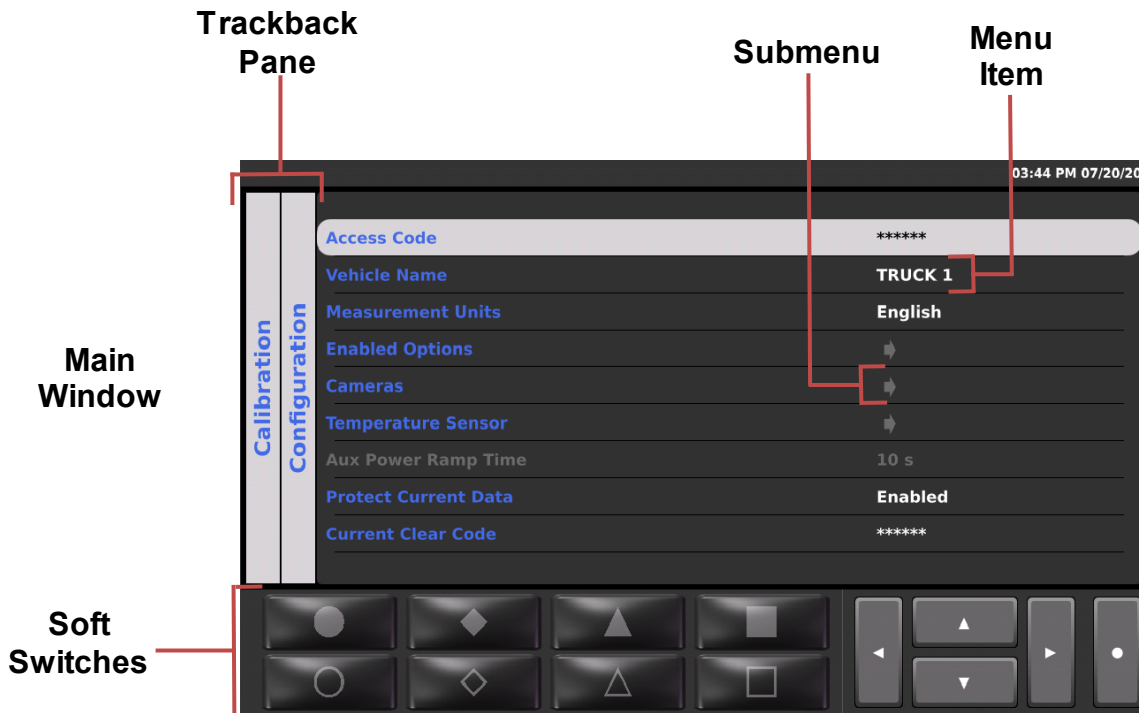 Trackback
Pane
Submenu
Menu
Item
03:44 PM 07/20/20
Main
Window
Calibration
Configuration
Access Code ******
Vehicle Name TRUCK 1
Measurement Units English
Enabled Options
Cameras
Temperature Sensor
Aux Power Ramp Time 10 s
Protect Current Data Enabled
Current Clear Code ******
Soft
Switches